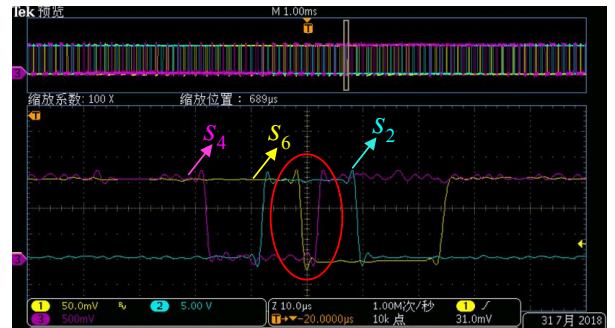 Tek 预览 M 1.00ms
T
3
缩放系数: 100 X 缩放位置: 689µs
T
S4 S6 S2
3
1 50.0mV 2 5.00 V Z 10.0µs 1.00M次/秒 1
3 500mV T→▼-20.0000µs 10k 点 31.0mV
31 7月 2018